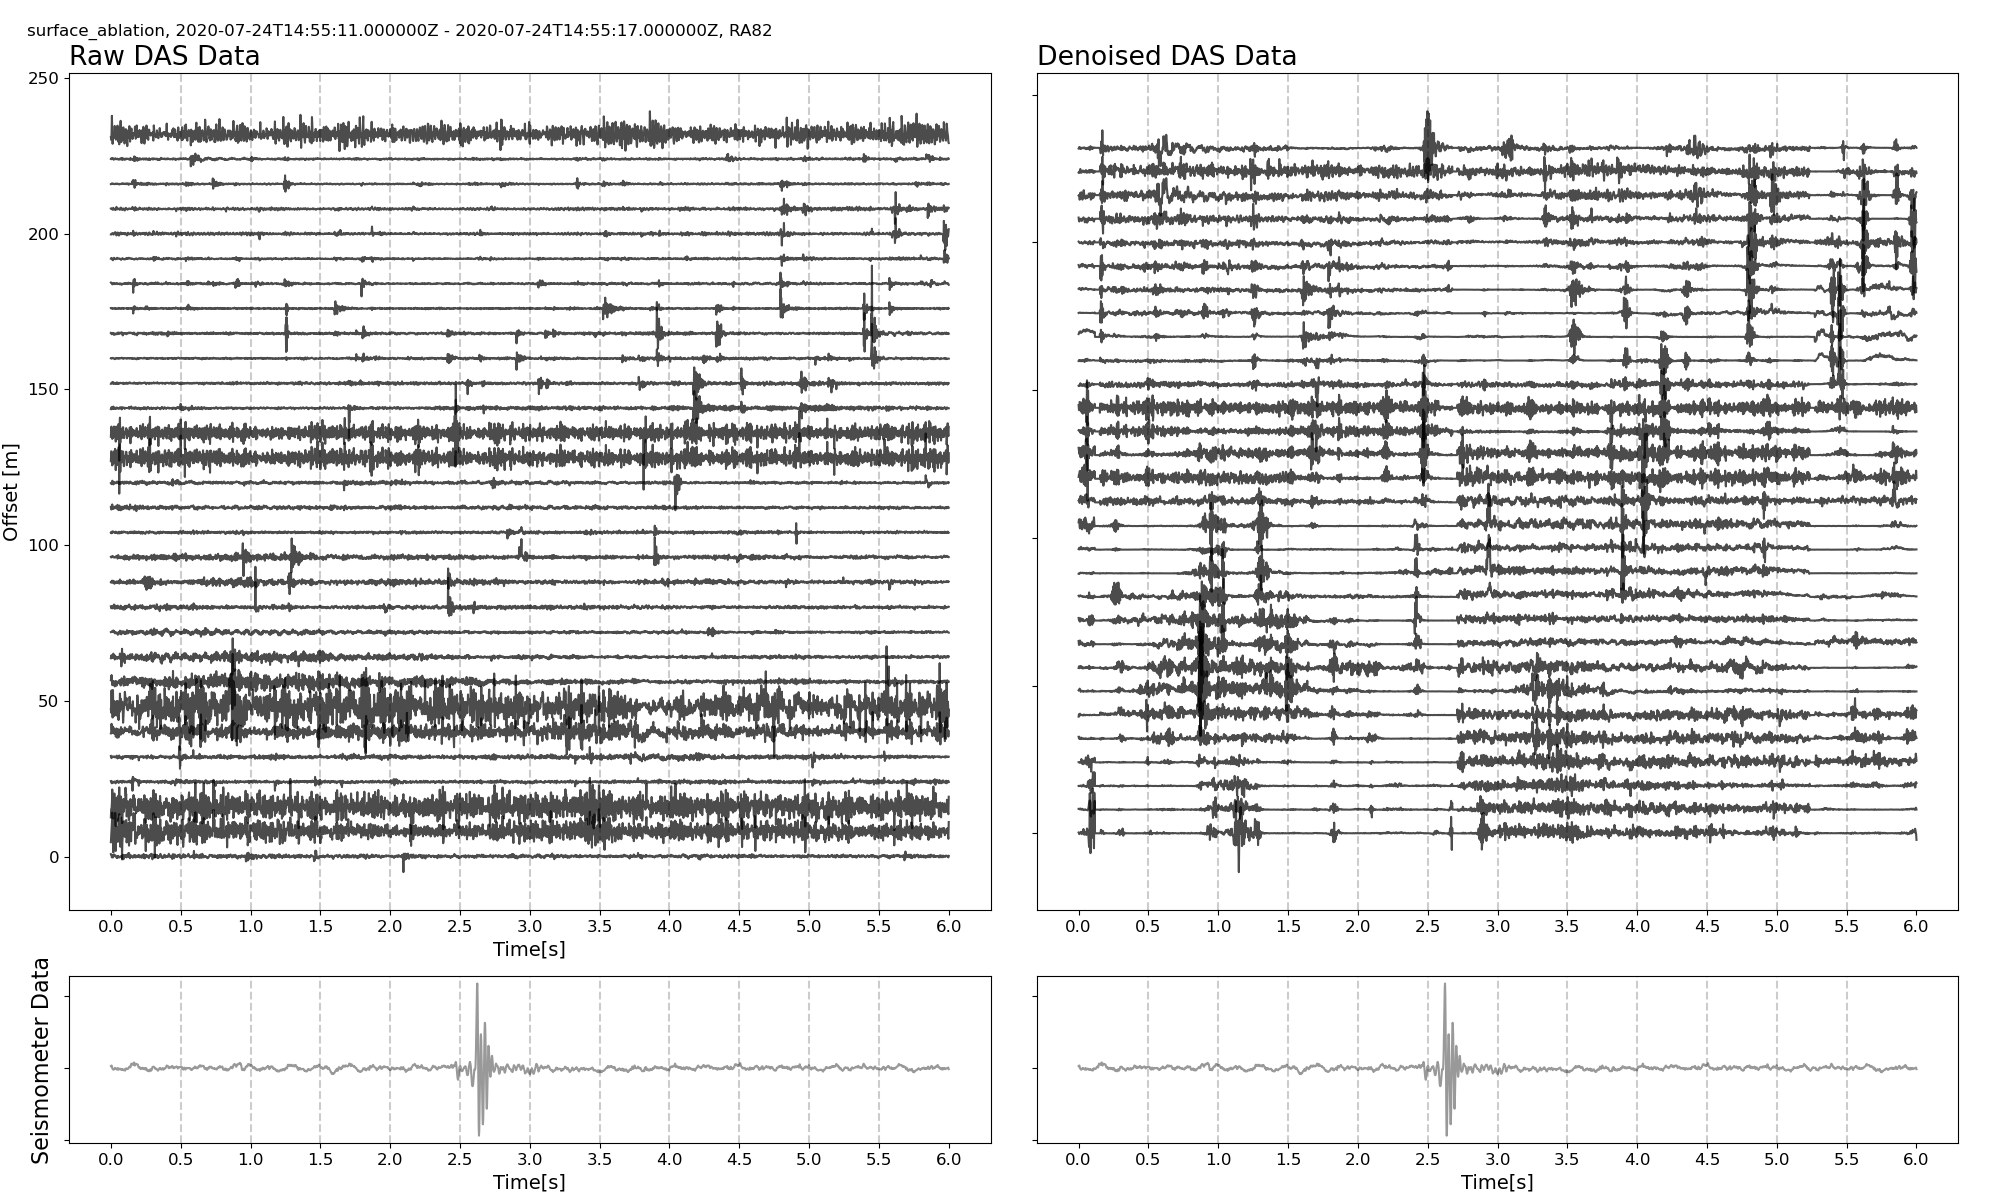 surface_ablation, 2020-07-24T14:55:11.000000Z - 2020-07-24T14:55:17.000000Z, RA82
Raw DAS Data
Denoised DAS Data
250
200
150
100
50
0
Offset [m]
0.0 0.5 1.0 1.5 2.0 2.5 3.0 3.5 4.0 4.5 5.0 5.5 6.0
Time[s]
0.0 0.5 1.0 1.5 2.0 2.5 3.0 3.5 4.0 4.5 5.0 5.5 6.0
Seismometer Data
0.0 0.5 1.0 1.5 2.0 2.5 3.0 3.5 4.0 4.5 5.0 5.5 6.0
Time[s]
0.0 0.5 1.0 1.5 2.0 2.5 3.0 3.5 4.0 4.5 5.0 5.5 6.0
Time[s]